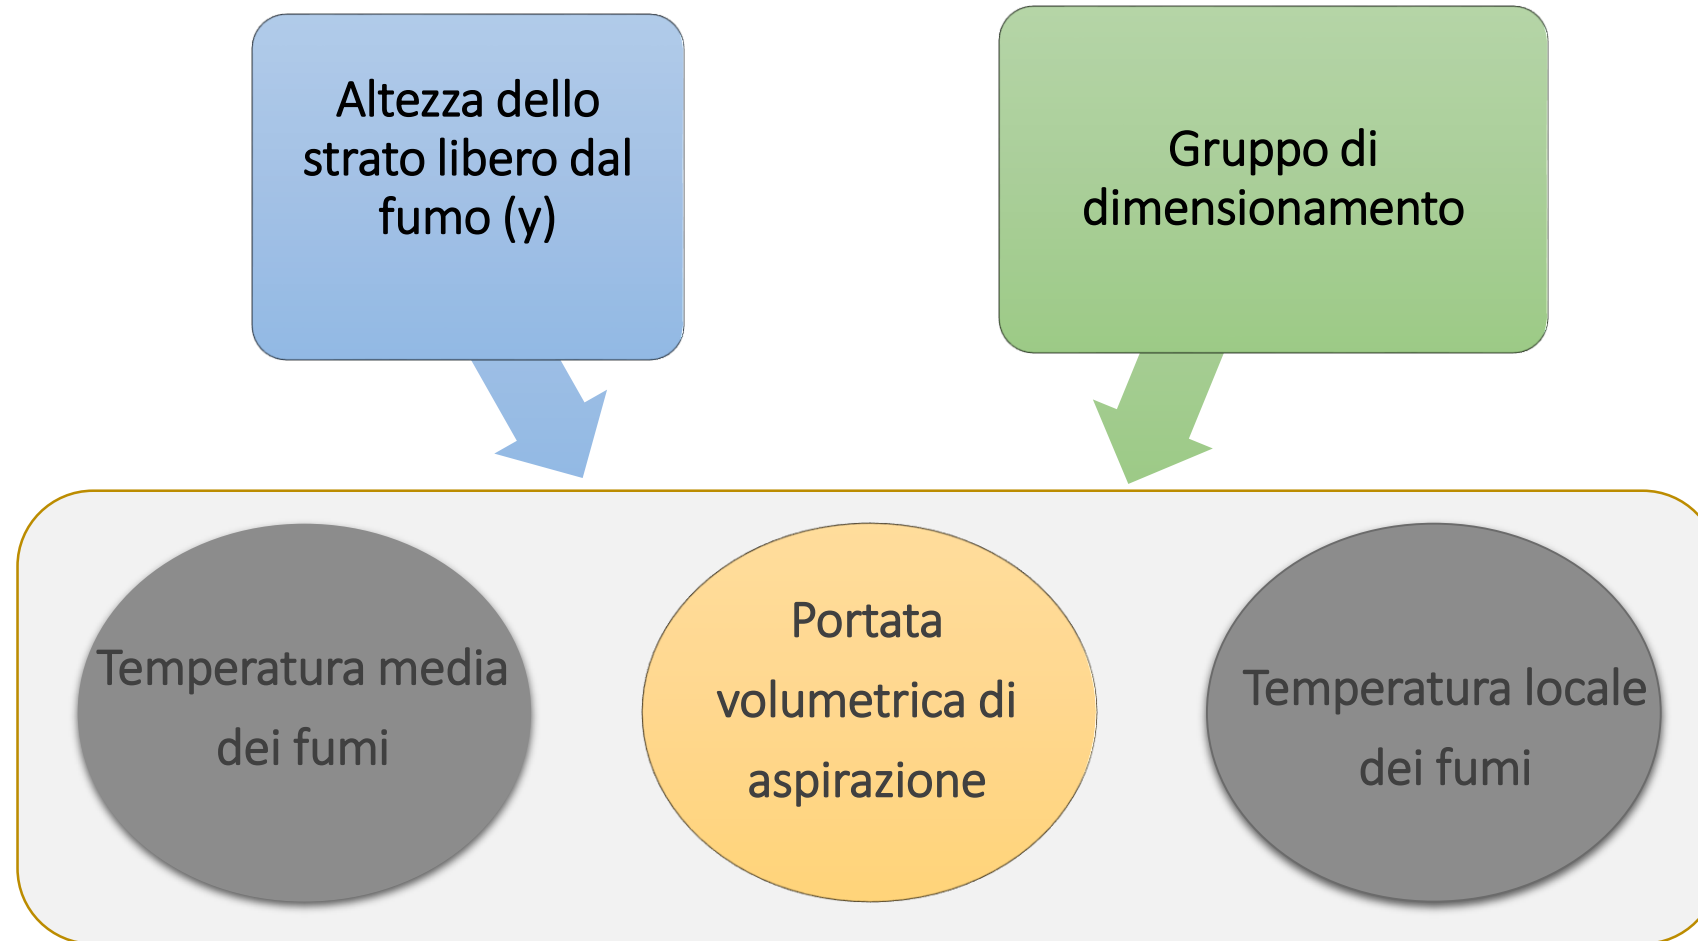 Altezza dello
strato libero dal
fumo (y)
Gruppo di
dimensionamento
Temperatura media
dei fumi
Portata
volumetrica di
aspirazione
Temperatura locale
dei fumi